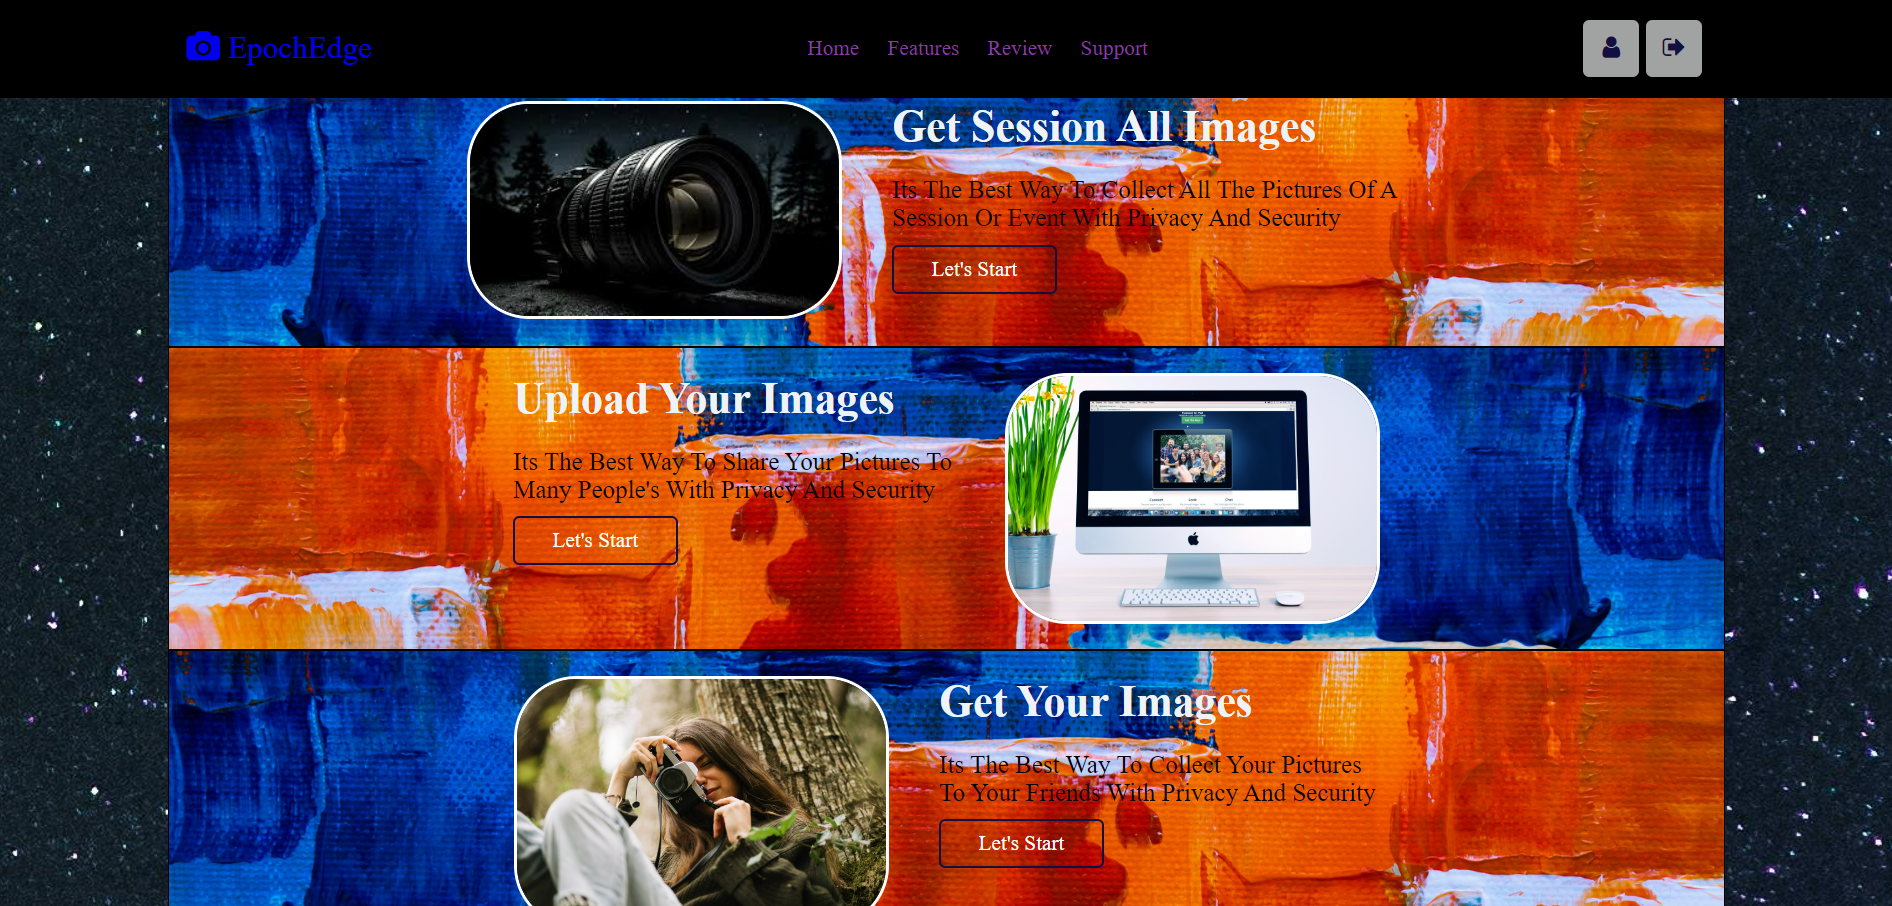 EpochEdge
Home Features Review Support
Get Session All Images
Its The Best Way To Collect All The Pictures Of A
Session Or Event With Privacy And Security
Let's Start
Upload Your Images
Its The Best Way To Share Your Pictures To
Many People's With Privacy And Security
Let's Start
Get Your Images
Its The Best Way To Collect Your Pictures
To Your Friends With Privacy And Security
Let's Start